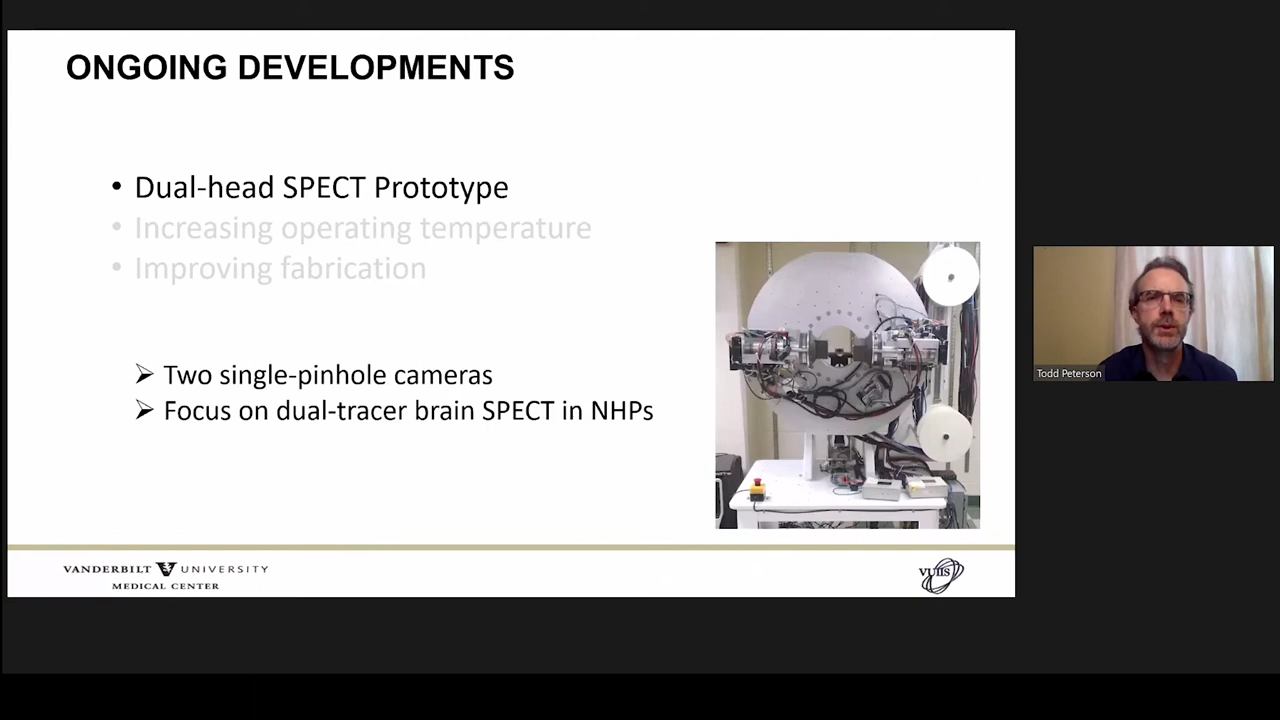 ONGOING DEVELOPMENTS
• Dual-head SPECT Prototype
• Increasing operating temperature
• Improving fabrication
➢ Two single-pinhole cameras
➢ Focus on dual-tracer brain SPECT in NHPs
VANDERBILT UNIVERSITY
MEDICAL CENTER
VUIIS
Todd Peterson